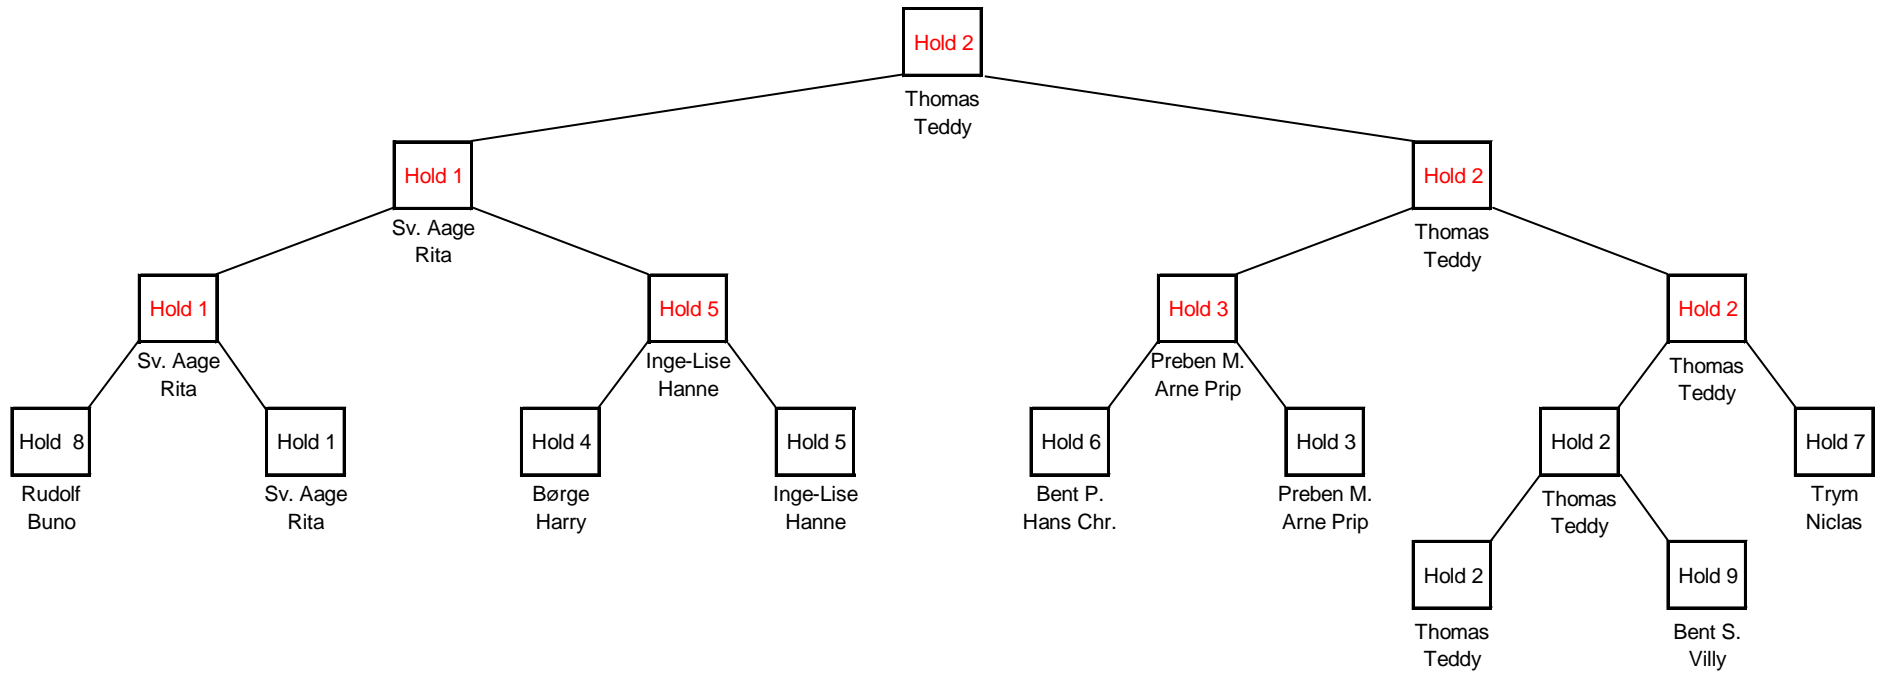 Hold 2
Thomas
Teddy
Hold 1
Hold 2
Sv. Aage
Rita
Thomas
Teddy
Hold 1
Hold 5
Hold 3
Hold 2
Sv. Aage
Rita
Inge-Lise
Hanne
Preben M.
Arne Prip
Thomas
Teddy
Hold 8
Hold 1
Hold 4
Hold 5
Hold 6
Hold 3
Hold 2
Hold 7
Rudolf
Buno
Sv. Aage
Rita
Børge
Harry
Inge-Lise
Hanne
Bent P.
Hans Chr.
Preben M.
Arne Prip
Thomas
Teddy
Trym
Niclas
Hold 2
Hold 9
Thomas
Teddy
Bent S.
Villy